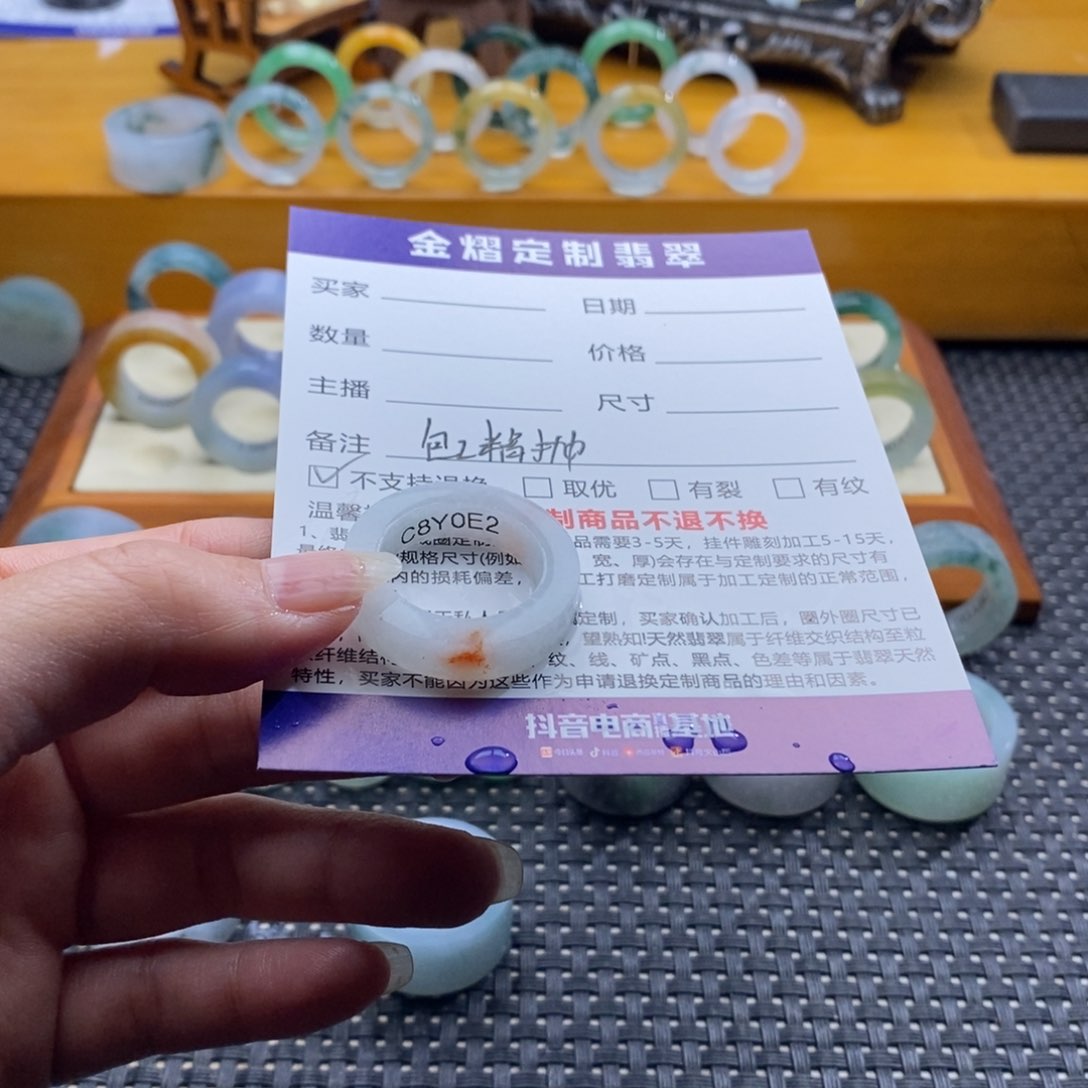 金熠定制翡翠
买家 日期
数量 价格
主播 尺寸
备注 包工精抛
不支持退换 取优 有裂 有纹
温馨 制商品不退不换
C8Y0E2
1、翡 品需要3-5天，挂件雕刻加工5-15天，
规格尺寸(例如 宽、厚)会存在与定制要求的尺寸有
内的损耗偏差， 工打磨定制属于加工定制的正常范围，
定制，买家确认加工后，圈外圈尺寸已
望熟知!天然翡翠属于纤维交织结构至粒
纤维结 纹、线、矿点、黑点、色差等属于翡翠天然
特性，买家不能因为这些作为申请退换定制商品的理由和因素。
抖音电商 基地